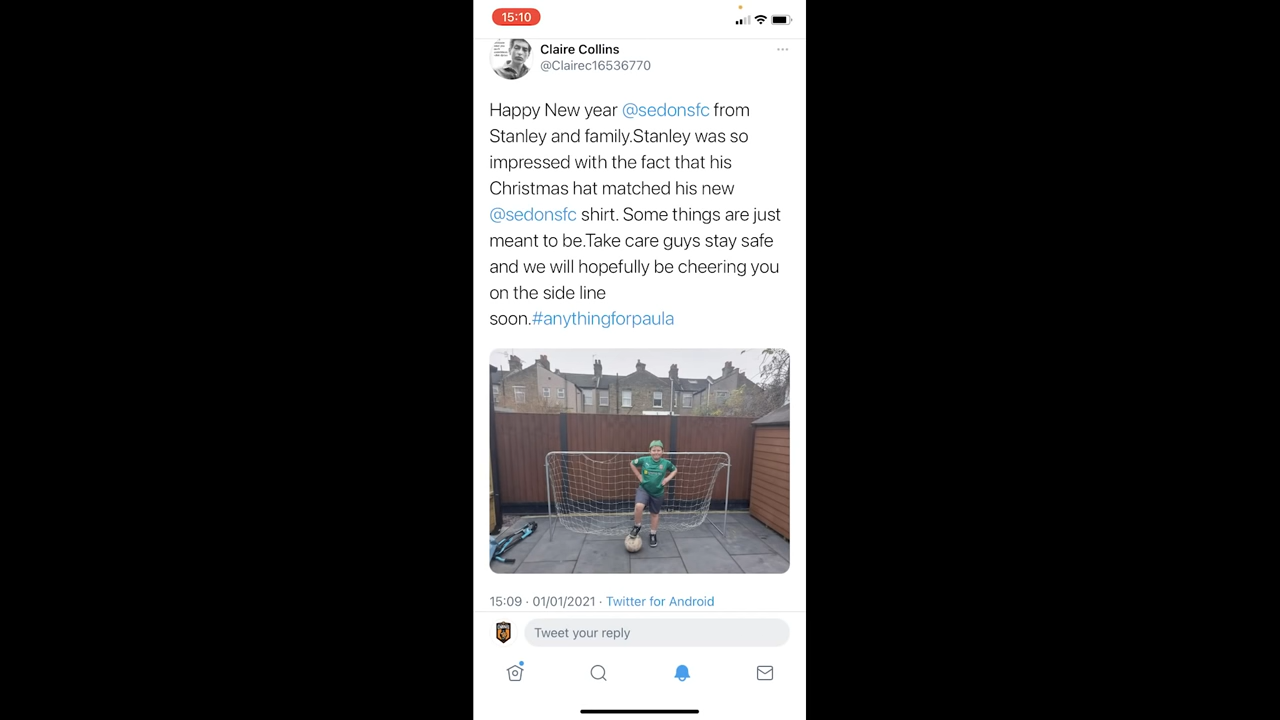 15:10
Claire Collins
@Clairec16536770
Happy New year @sedonsfc from
Stanley and family.Stanley was so
impressed with the fact that his
Christmas hat matched his new
@sedonsfc shirt. Some things are just
meant to be.Take care guys stay safe
and we will hopefully be cheering you
on the side line
soon.#anythingforpaula
15:09 · 01/01/2021 · Twitter for Android
Tweet your reply